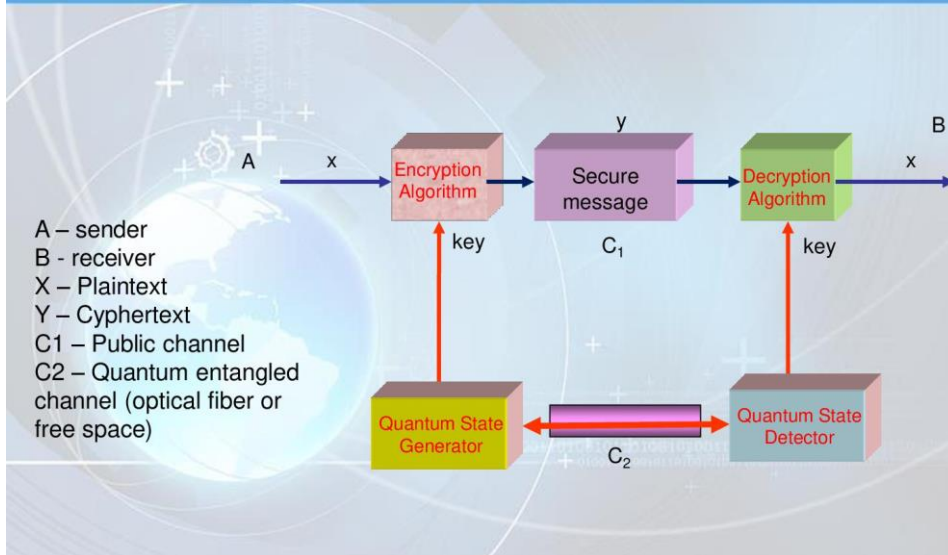 y
B
A
x
Encryption
Algorithm
Secure
message
Decryption
Algorithm
x
key
C1
key
A – sender
B - receiver
X – Plaintext
Y – Cyphertext
C1 – Public channel
C2 – Quantum entangled
channel (optical fiber or
free space)
Quantum State
Generator
C2
Quantum State
Detector